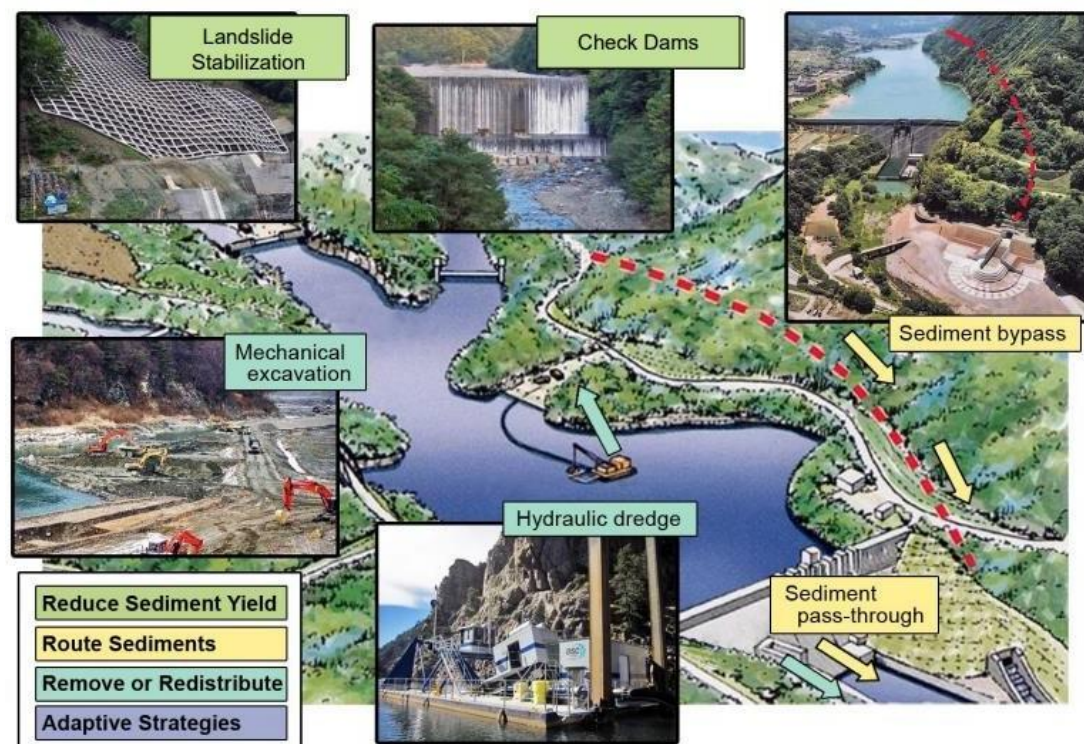 Landslide
Stabilization
Check Dams
Sediment bypass
Mechanical
excavation
Hydraulic dredge
DSC
Sediment
pass-through
Reduce Sediment Yield
Route Sediments
Remove or Redistribute
Adaptive Strategies